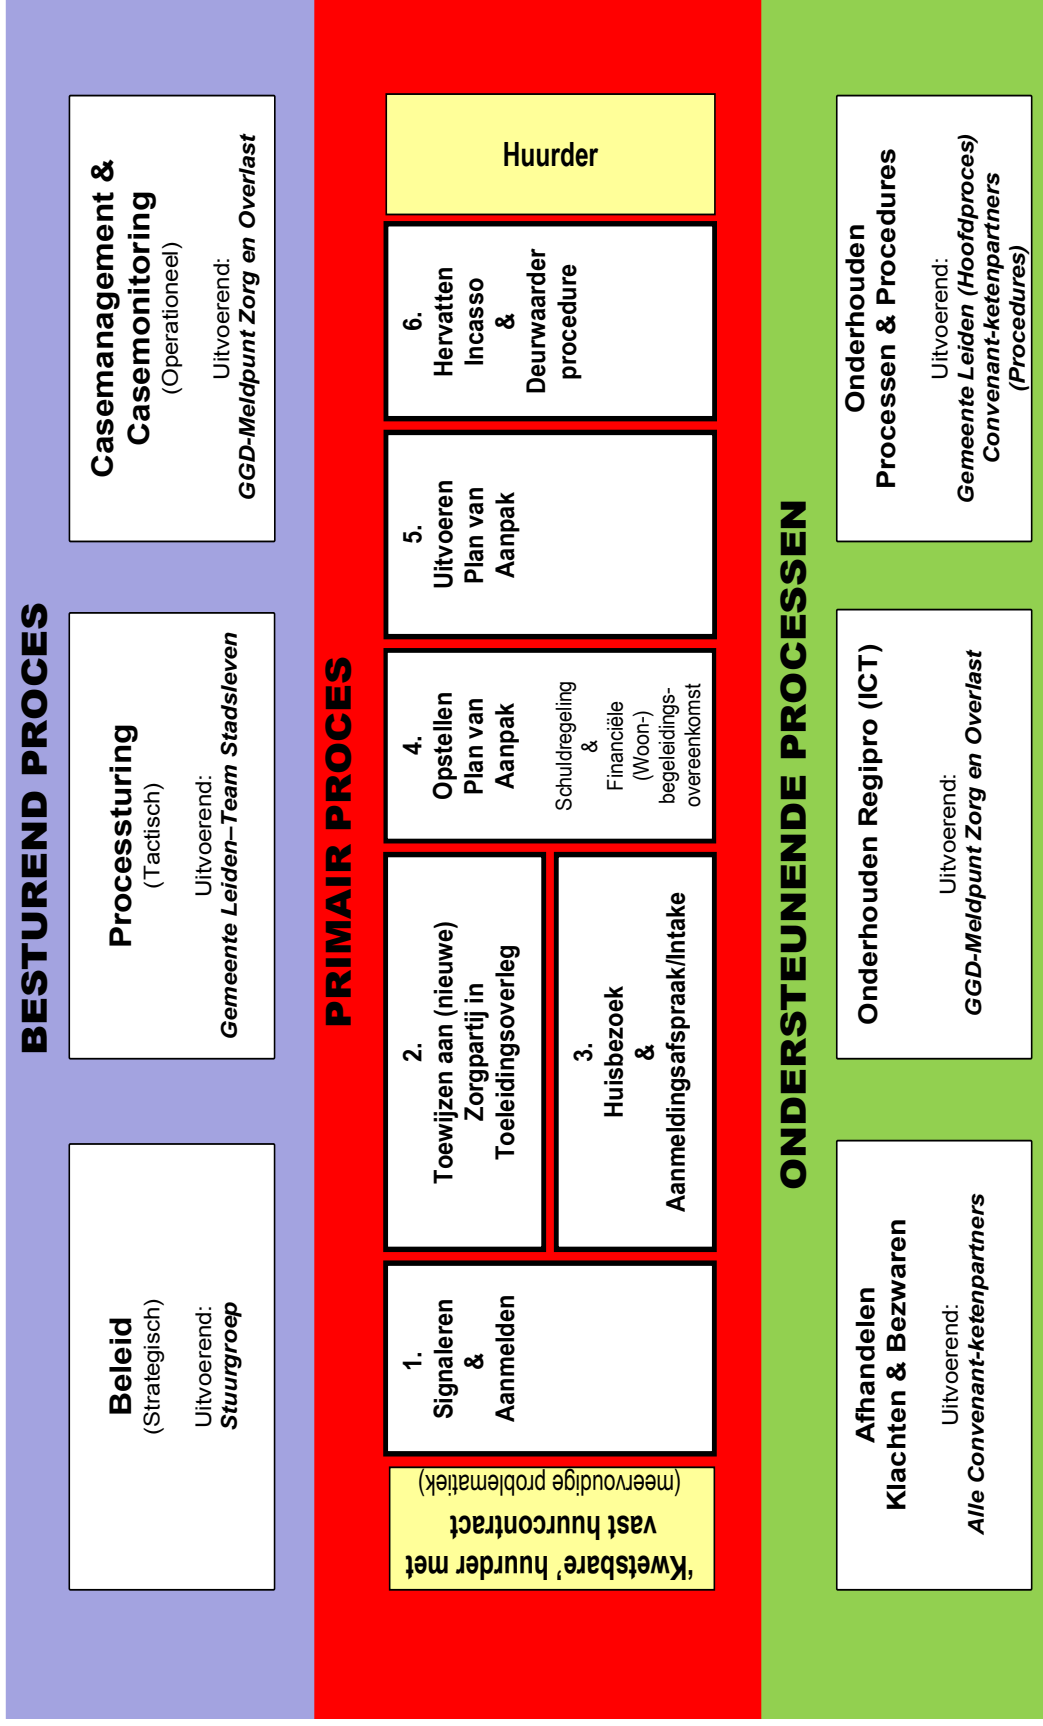 BESTUREND PROCES
Beleid
(Strategisch)
Uitvoerend:
Stuurgroep
Processturing
(Tactisch)
Uitvoerend:
Gemeente Leiden–Team Stadsleven
Casemanagement &
Casemonitoring
(Operationeel)
Uitvoerend:
GGD-Meldpunt Zorg en Overlast
PRIMAIR PROCES
‘Kwetsbare’ huurder met
vast huurcontract
(meervoudige problematiek)
1.
Signaleren
&
Aanmelden
2.
Toewijzen aan (nieuwe)
Zorgpartij in
Toeleidingsoverleg
3.
Huisbezoek
&
Aanmeldingsafspraak/Intake
4.
Opstellen
Plan van
Aanpak
Schuldregeling
&
Financiële
(Woon-)
begeleidings-
overeenkomst
5.
Uitvoeren
Plan van
Aanpak
6.
Hervatten
Incasso
&
Deurwaarder
procedure
Huurder
ONDERSTEUNENDE PROCESSEN
Afhandelen
Klachten & Bezwaren
Uitvoerend:
Alle Convenant-ketenpartners
Onderhouden Regipro (ICT)
Uitvoerend:
GGD-Meldpunt Zorg en Overlast
Onderhouden
Processen & Procedures
Uitvoerend:
Gemeente Leiden (Hoofdproces)
Convenant-ketenpartners
(Procedures)